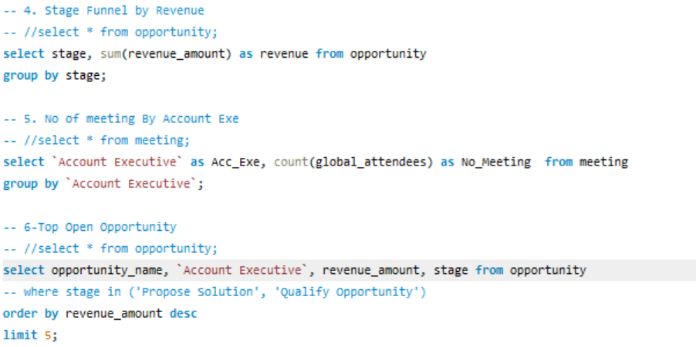 -- 4. Stage Funnel by Revenue
-- //select * from opportunity;
select stage, sum(revenue_amount) as revenue from opportunity
group by stage;
-- 5. No of meeting By Account Exe
-- //select * from meeting;
select `Account Executive` as Acc_Exe, count(global_attendees) as No_Meeting  from meeting
group by `Account Executive`;
-- 6-Top Open Opportunity
-- //select * from opportunity;
select opportunity_name, `Account Executive`, revenue_amount, stage from opportunity
-- where stage in ('Propose Solution', 'Qualify Opportunity')
order by revenue_amount desc
limit 5;